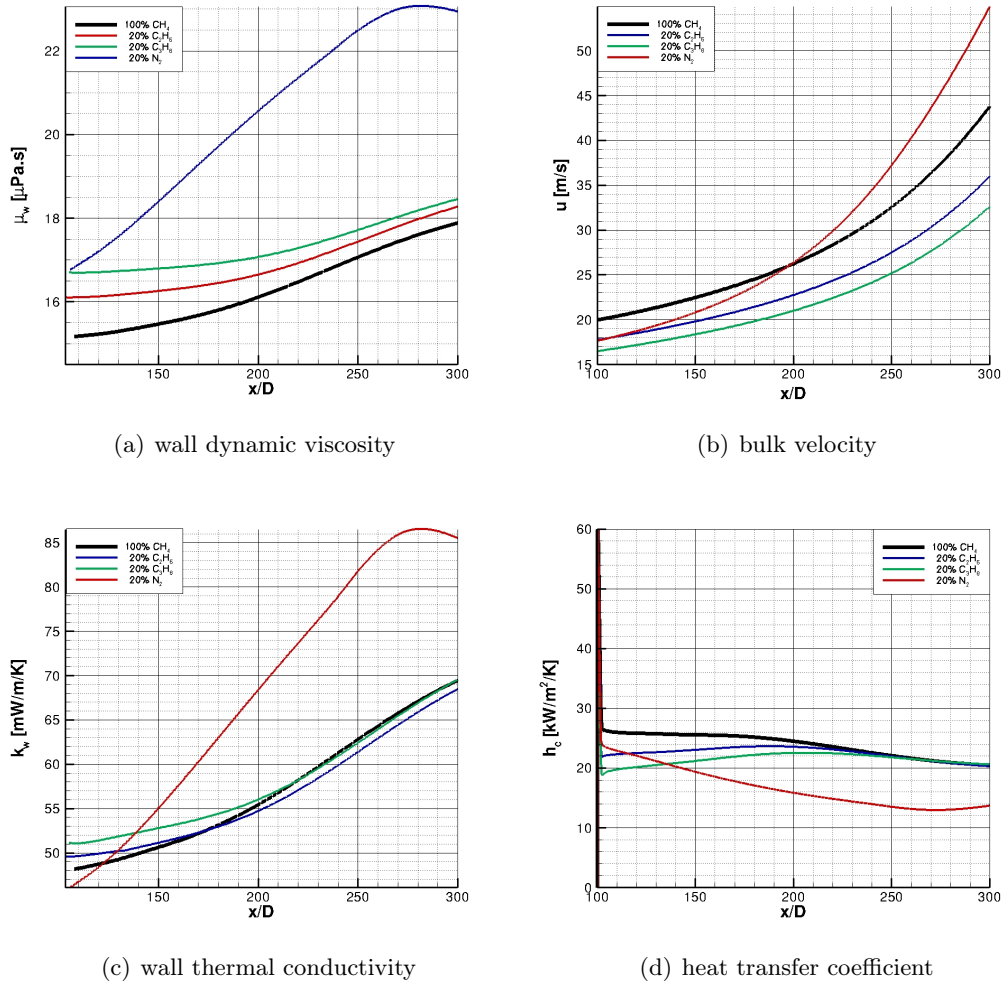 100% CH₄
20% C₂H₆
20% C₃H₈
20% N₂
22
20
18
16
μw [μPa.s]
150
200
250
300
x/D
(a) wall dynamic viscosity
100% CH₄
20% C₂H₆
20% C₃H₈
20% N₂
50
45
40
35
30
25
20
15
u [m/s]
100
150
200
250
300
x/D
(b) bulk velocity
100% CH₄
20% C₂H₆
20% C₃H₈
20% N₂
85
80
75
70
65
60
55
50
kw [mW/m/K]
150
200
250
300
x/D
(c) wall thermal conductivity
100% CH₄
20% C₂H₆
20% C₃H₈
20% N₂
60
50
40
30
20
10
0
hc [kW/m²/K]
100
150
200
250
300
x/D
(d) heat transfer coefficient